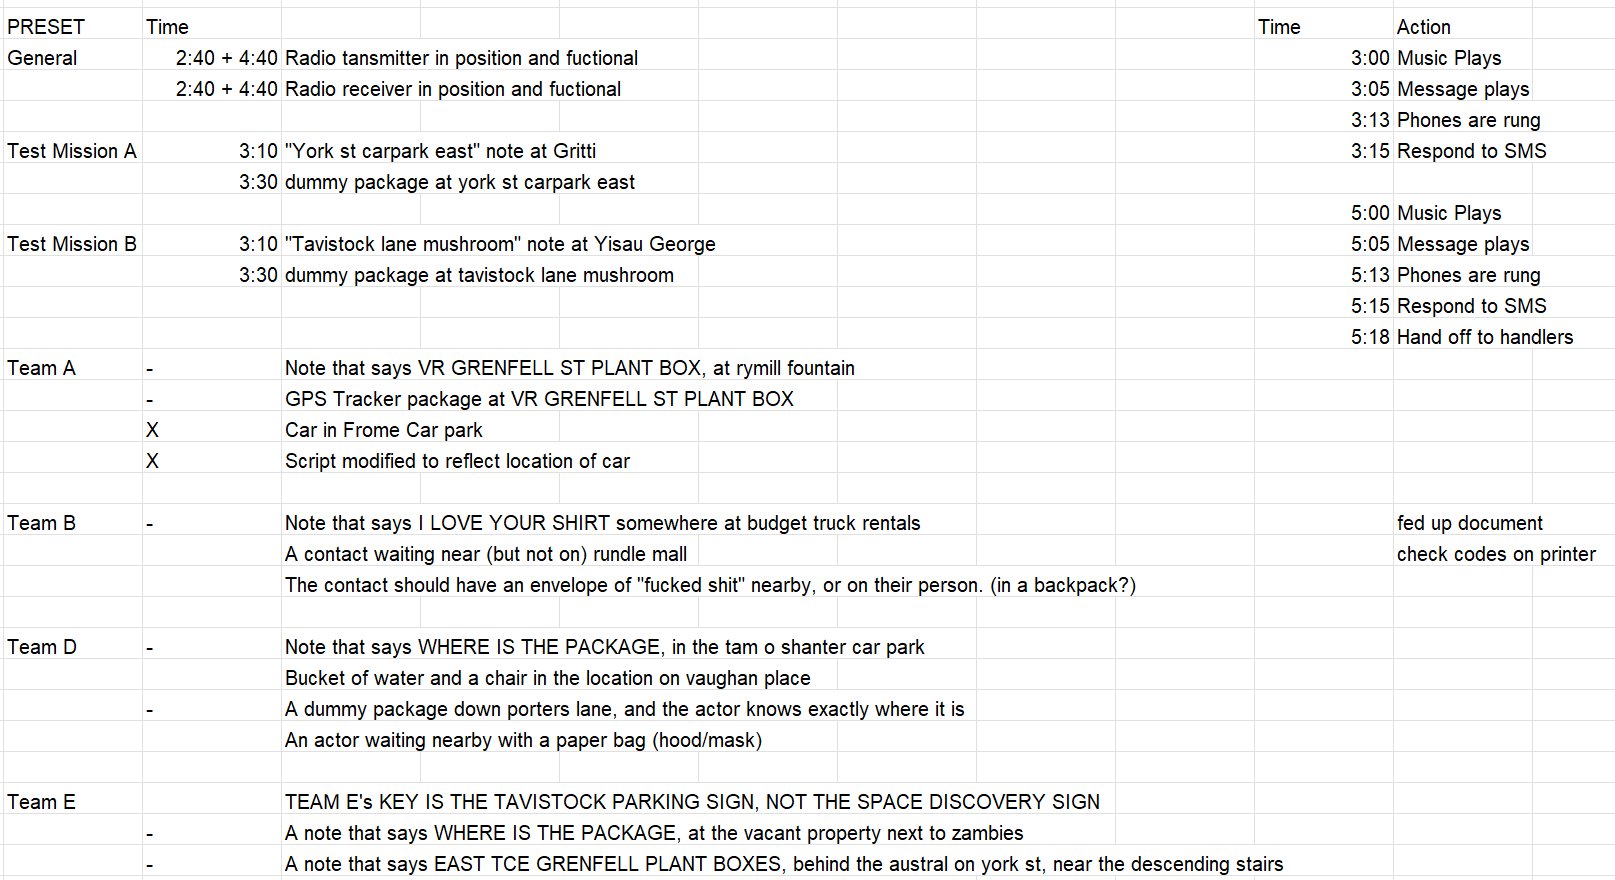 PRESET Time Time Action
General 2:40 + 4:40 Radio tansmitter in position and fuctional 3:00 Music Plays
2:40 + 4:40 Radio receiver in position and fuctional 3:05 Message plays
3:13 Phones are rung
Test Mission A 3:10 "York st carpark east" note at Gritti 3:15 Respond to SMS
3:30 dummy package at york st carpark east
5:00 Music Plays
Test Mission B 3:10 "Tavistock lane mushroom" note at Yisau George 5:05 Message plays
3:30 dummy package at tavistock lane mushroom 5:13 Phones are rung
5:15 Respond to SMS
5:18 Hand off to handlers
Team A - Note that says VR GRENFELL ST PLANT BOX, at rymill fountain
- GPS Tracker package at VR GRENFELL ST PLANT BOX
X Car in Frome Car park
X Script modified to reflect location of car
Team B - Note that says I LOVE YOUR SHIRT somewhere at budget truck rentals fed up document
A contact waiting near (but not on) rundle mall check codes on printer
The contact should have an envelope of "fucked shit" nearby, or on their person. (in a backpack?)
Team D - Note that says WHERE IS THE PACKAGE, in the tam o shanter car park
Bucket of water and a chair in the location on vaughan place
- A dummy package down porters lane, and the actor knows exactly where it is
An actor waiting nearby with a paper bag (hood/mask)
Team E TEAM E's KEY IS THE TAVISTOCK PARKING SIGN, NOT THE SPACE DISCOVERY SIGN
- A note that says WHERE IS THE PACKAGE, at the vacant property next to zambies
- A note that says EAST TCE GRENFELL PLANT BOXES, behind the austral on york st, near the descending stairs